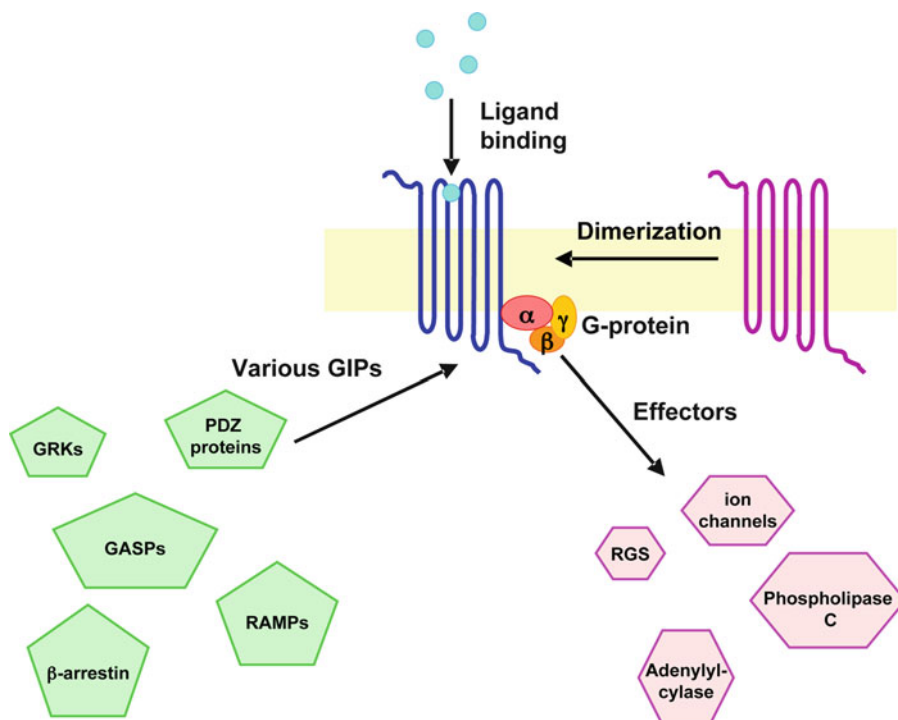 Ligand
binding
Dimerization
α
γ
β
G-protein
Various GIPs
Effectors
GRKs
PDZ
proteins
GASPs
RAMPs
β-arrestin
ion
channels
RGS
Phospholipase
C
Adenylyl-
cylase